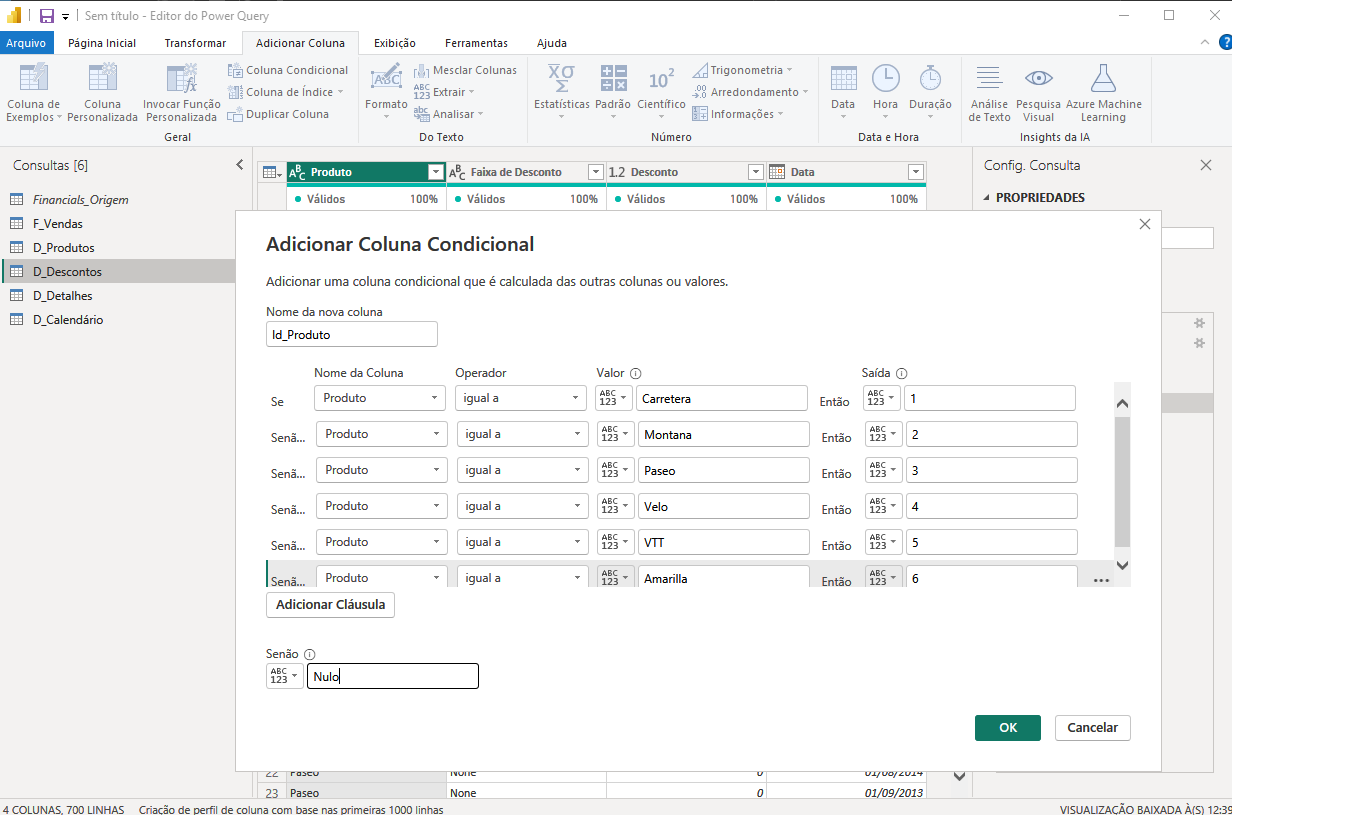 Sem título - Editor do Power Query
Arquivo Página Inicial Transformar Adicionar Coluna Exibição Ferramentas Ajuda
Coluna de Exemplos
Coluna Personalizada
Invocar Função Personalizada
Coluna Condicional
Coluna de Índice
Duplicar Coluna
Geral
Formato
Mesclar Colunas
Extrair
Analisar
Do Texto
Estatísticas
Padrão
Científico
Trigonometria
Arredondamento
Informações
Número
Data
Hora
Duração
Data e Hora
Análise de Texto
Pesquisa Visual
Azure Machine Learning
Insights da IA
Consultas [6]
Financials_Origem
F_Vendas
D_Produtos
D_Descontos
D_Detalhes
D_Calendário
Produto Faixa de Desconto 1.2 Desconto Data
Válidos 100% Válidos 100% Válidos 100% Válidos 100%
Config. Consulta
PROPRIEDADES
Adicionar Coluna Condicional
Adicionar uma coluna condicional que é calculada das outras colunas ou valores.
Nome da nova coluna
Id_Produto
Nome da Coluna Operador Valor Saída
Se Produto igual a ABC 123 Carretera Então ABC 123 1
Senã... Produto igual a ABC 123 Montana Então ABC 123 2
Senã... Produto igual a ABC 123 Paseo Então ABC 123 3
Senã... Produto igual a ABC 123 Velo Então ABC 123 4
Senã... Produto igual a ABC 123 VTT Então ABC 123 5
Senã... Produto igual a ABC 123 Amarilla Então ABC 123 6 ...
Adicionar Cláusula
Senão
ABC 123 Nulo
OK Cancelar
22 Paseo None 0 01/08/2014
23 Paseo None 0 01/09/2013
4 COLUNAS, 700 LINHAS Criação de perfil de coluna com base nas primeiras 1000 linhas VISUALIZAÇÃO BAIXADA À(S) 12:39